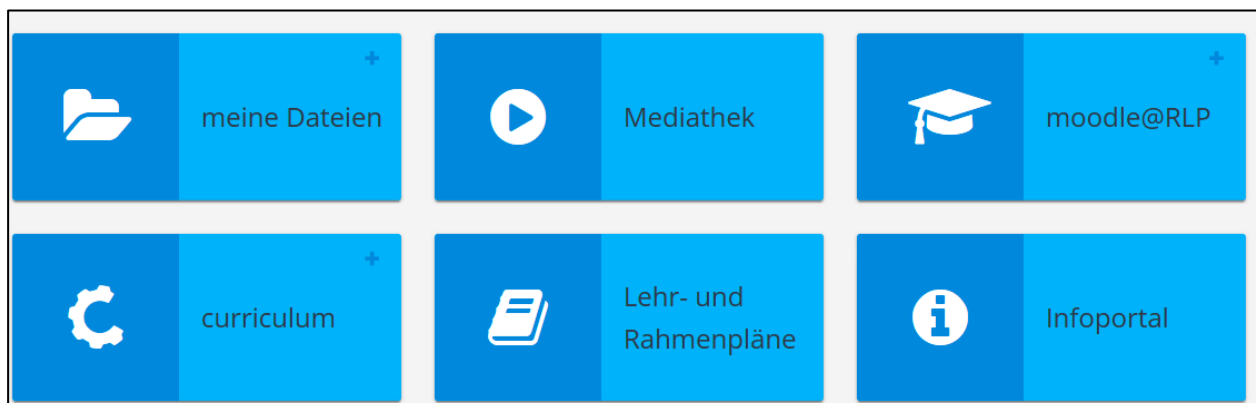 meine Dateien
Mediathek
moodle@RLP
curriculum
Lehr- und
Rahmenpläne
Infoportal